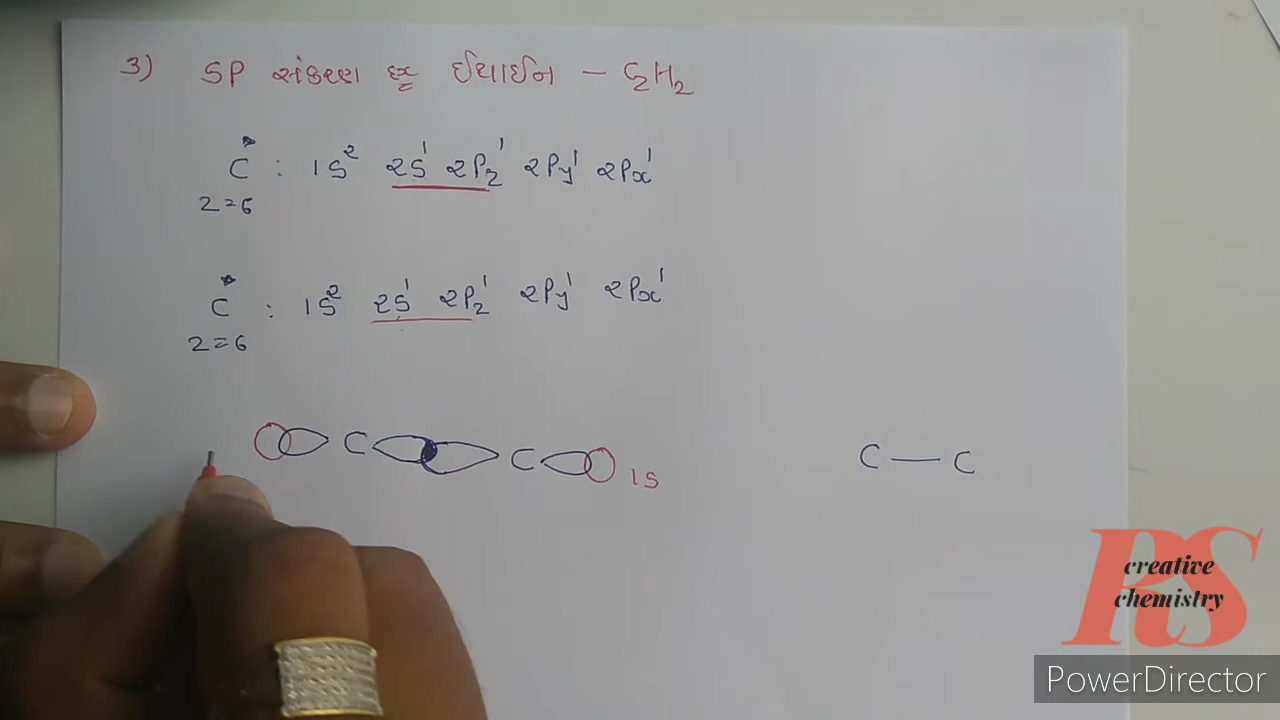 3) SP સંકરણ દા.ત. ઈથાઈન - C₂H₂
C* : 1S² 2S¹ 2Pz¹ 2Py¹ 2Px¹
Z=6
C* : 1S² 2S¹ 2Pz¹ 2Py¹ 2Px¹
Z=6
C C 1S C — C
RS
creative
chemistry
PowerDirector